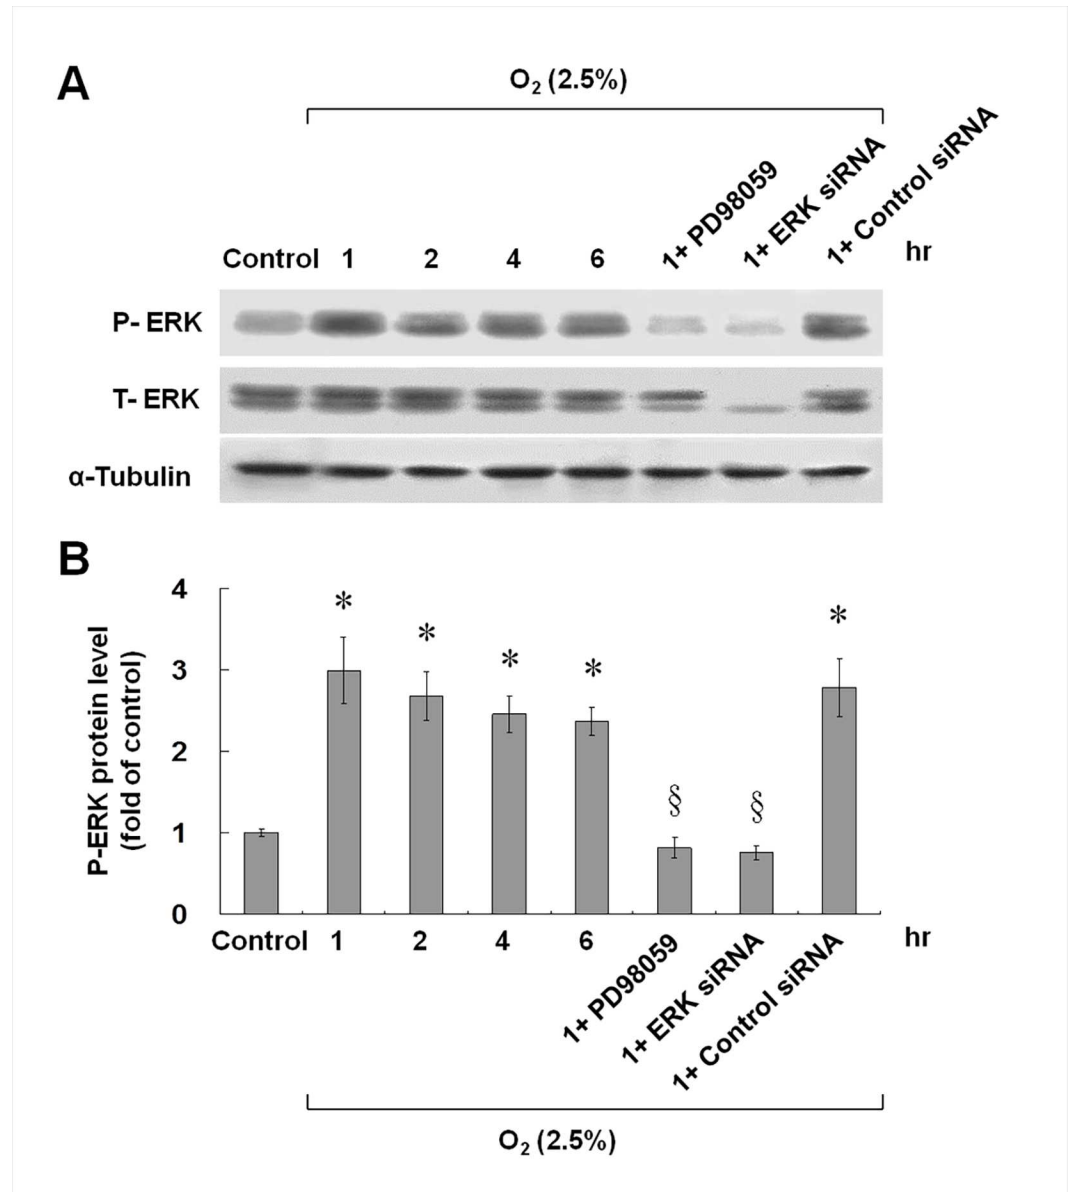 A
O₂ (2.5%)
Control 1 2 4 6 1+ PD98059 1+ ERK siRNA 1+ Control siRNA hr
P- ERK
T- ERK
α-Tubulin
B
P-ERK protein level
(fold of control)
4
3
2
1
0
* * * * § § *
Control 1 2 4 6 1+ PD98059 1+ ERK siRNA 1+ Control siRNA hr
O₂ (2.5%)